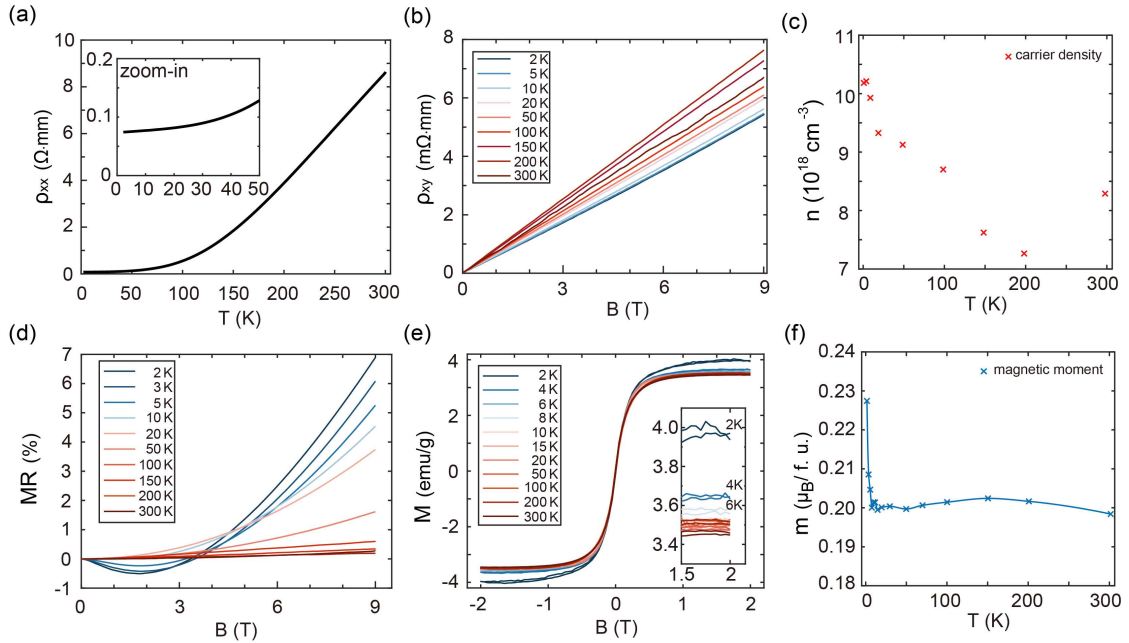 (a)
10
8
6
4
2
0
ρxx (Ω·mm)
0.2
0.1
0
zoom-in
0 10 20 30 40 50
0 50 100 150 200 250 300
T (K)
(b)
8
6
4
2
0
ρxy (mΩ·mm)
2 K
5 K
10 K
20 K
50 K
100 K
150 K
200 K
300 K
0 3 6 9
B (T)
(c)
11
10
9
8
7
n (10^18 cm^-3)
carrier density
0 100 200 300
T (K)
(d)
7
6
5
4
3
2
1
0
-1
MR (%)
2 K
3 K
5 K
10 K
20 K
50 K
100 K
150 K
200 K
300 K
0 3 6 9
B (T)
(e)
4
3
2
1
0
-1
-2
-3
-4
M (emu/g)
2 K
4 K
6 K
8 K
10 K
15 K
20 K
50 K
100 K
200 K
300 K
4.0
3.8
3.6
3.4
2K
4K
6K
1.5 2
-2 -1 0 1 2
B (T)
(f)
0.24
0.23
0.22
0.21
0.20
0.19
0.18
m (μB/ f. u.)
magnetic moment
0 100 200 300
T (K)